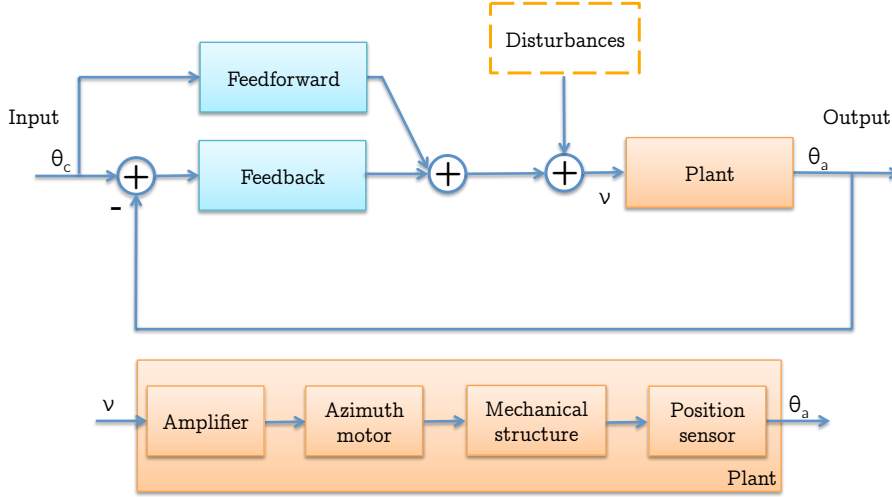 Disturbances
Feedforward
Input
Output
θc
θa
Feedback
Plant
-
ν
ν
Amplifier
Azimuth
motor
Mechanical
structure
Position
sensor
θa
Plant